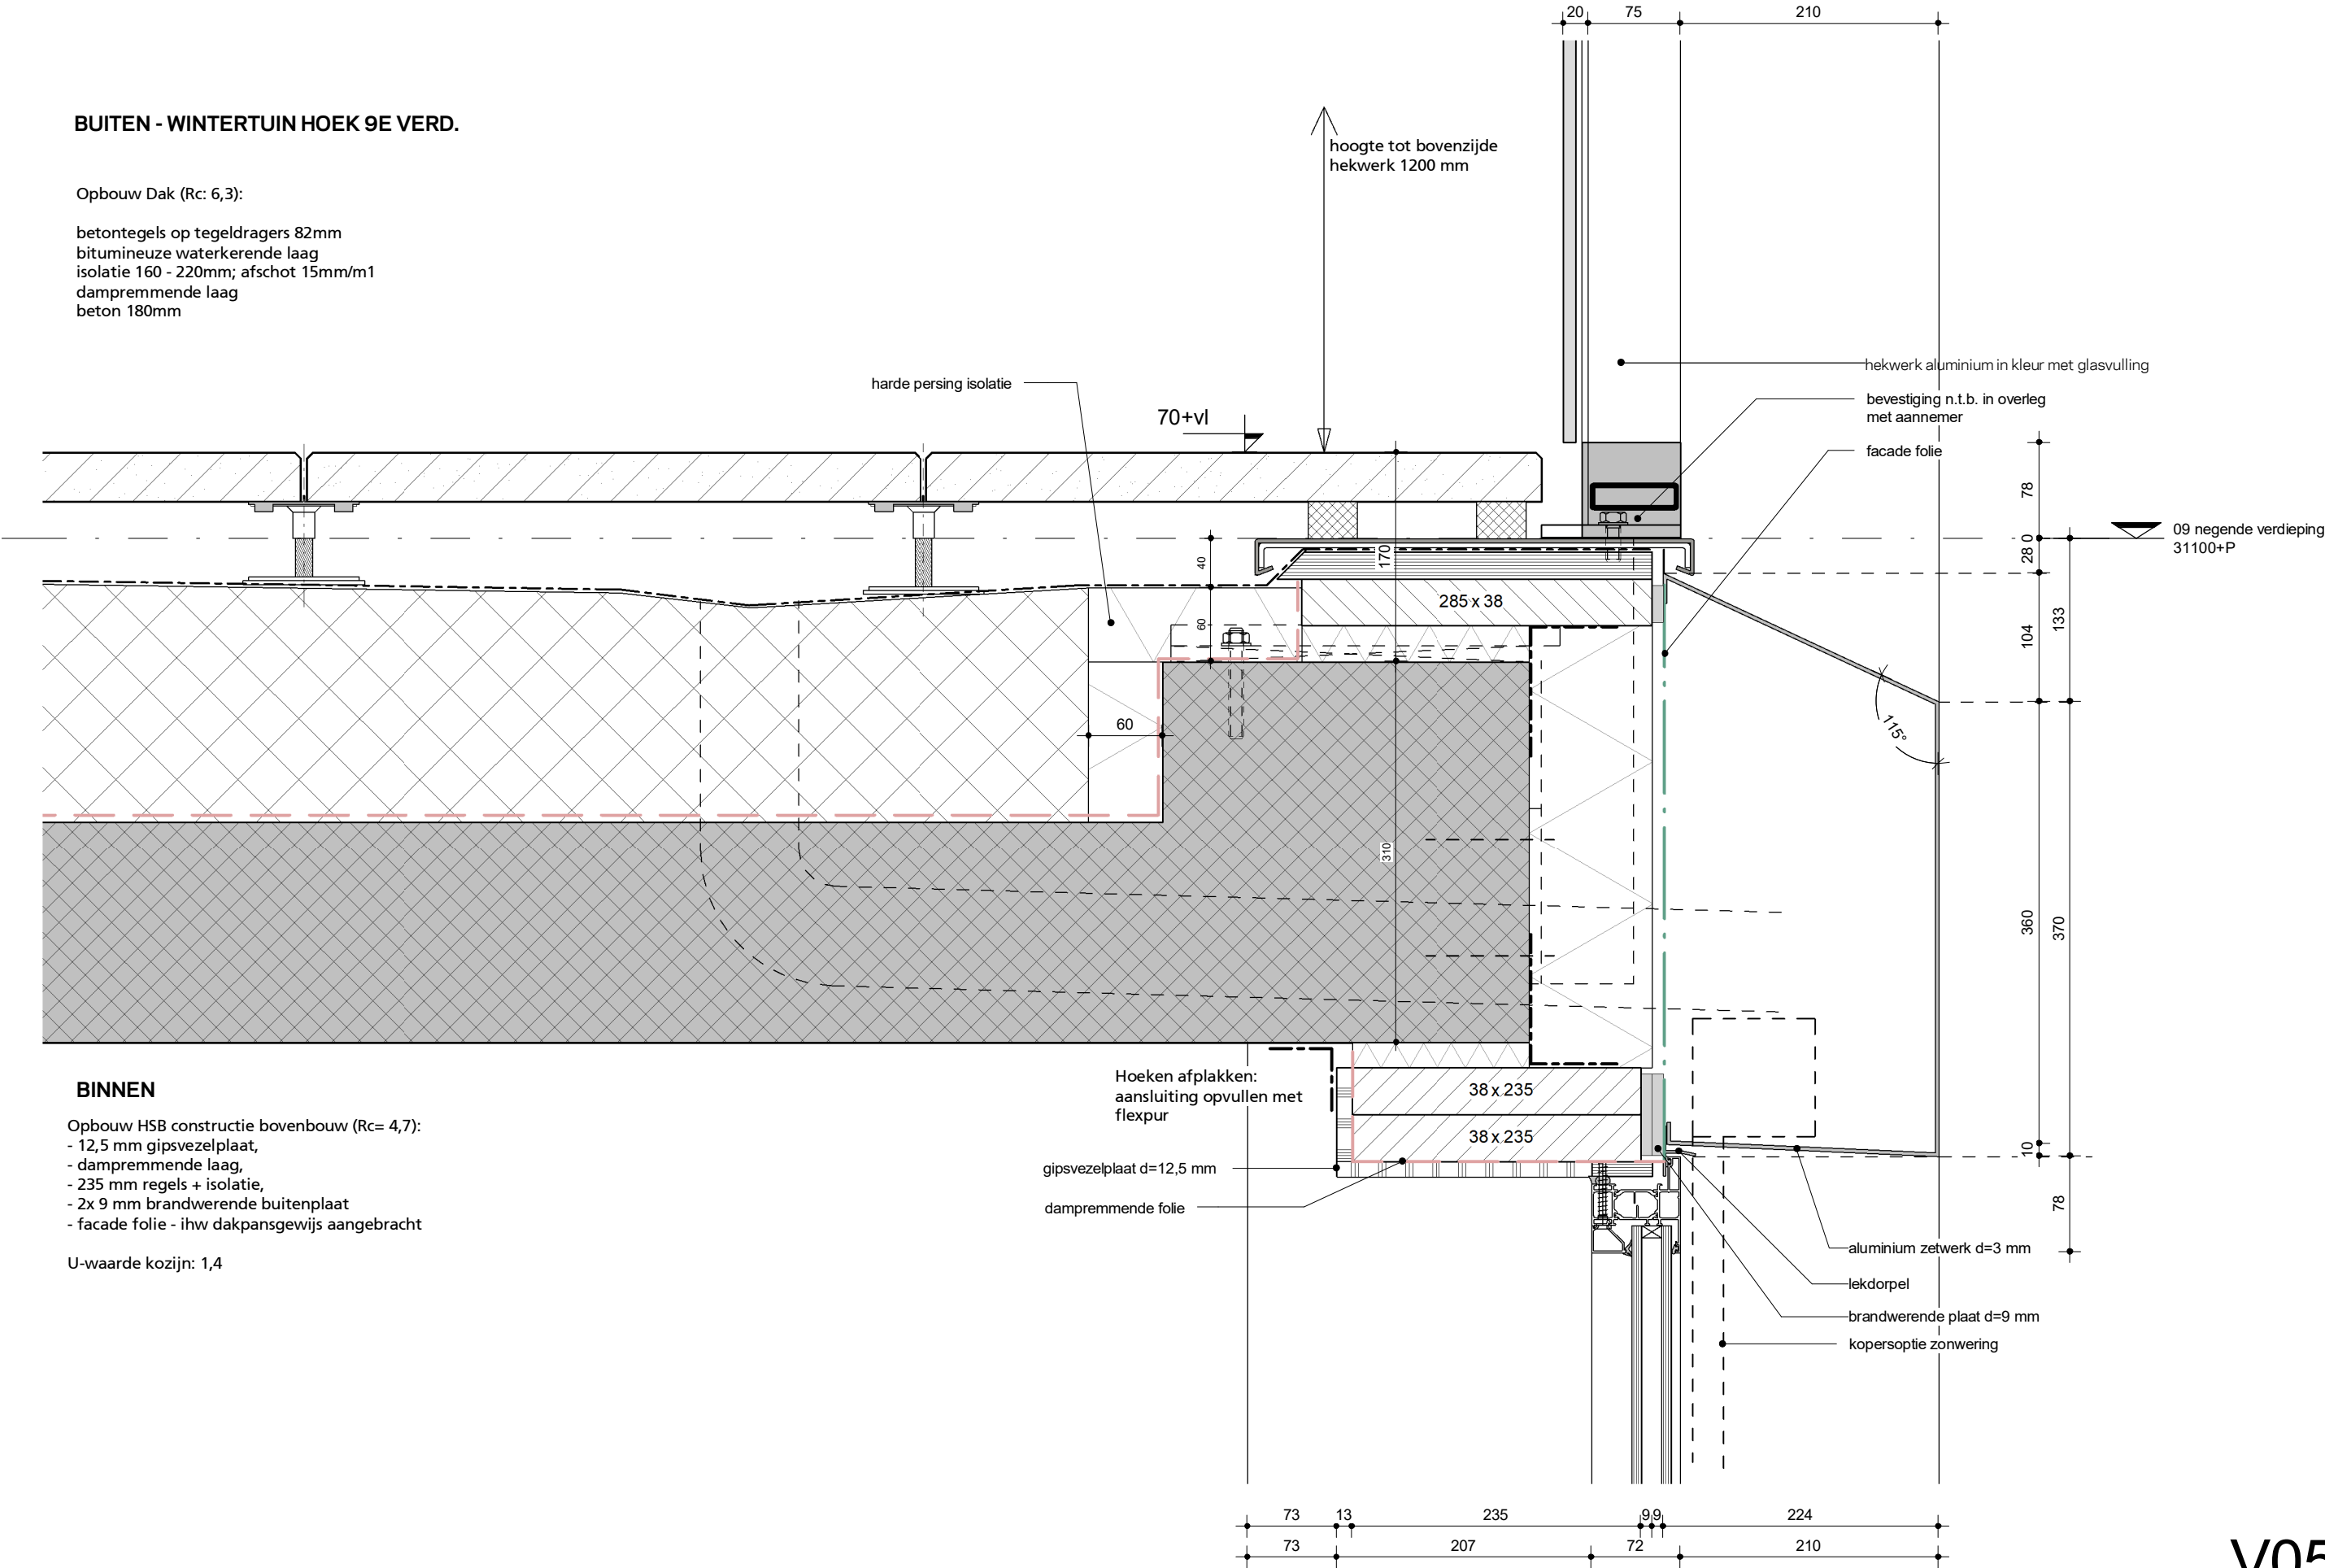 20 75 210
BUITEN - WINTERTUIN HOEK 9E VERD.
hoogte tot bovenzijde
hekwerk 1200 mm
Opbouw Dak (Rc: 6,3):
betontegels op tegeldragers 82mm
bitumineuze waterkerende laag
isolatie 160 - 220mm; afschot 15mm/m1
dampremmende laag
beton 180mm
hekwerk aluminium in kleur met glasvulling
harde persing isolatie
bevestiging n.t.b. in overleg
met aannemer
70+vl
facade folie
78
09 negende verdieping
31100+P
0
28
40
170
285 x 38
60
104
133
60
115°
310
360
370
BINNEN
Hoeken afplakken:
aansluiting opvullen met
flexpur
38 x 235
38 x 235
10
Opbouw HSB constructie bovenbouw (Rc= 4,7):
- 12,5 mm gipsvezelplaat,
- dampremmende laag,
- 235 mm regels + isolatie,
- 2x 9 mm brandwerende buitenplaat
- facade folie - ihw dakpansgewijs aangebracht
U-waarde kozijn: 1,4
gipsvezelplaat d=12,5 mm
dampremmende folie
78
aluminium zetwerk d=3 mm
lekdorpel
brandwerende plaat d=9 mm
kopersoptie zonwering
73 13 235 9 9 224
73 207 72 210
V05